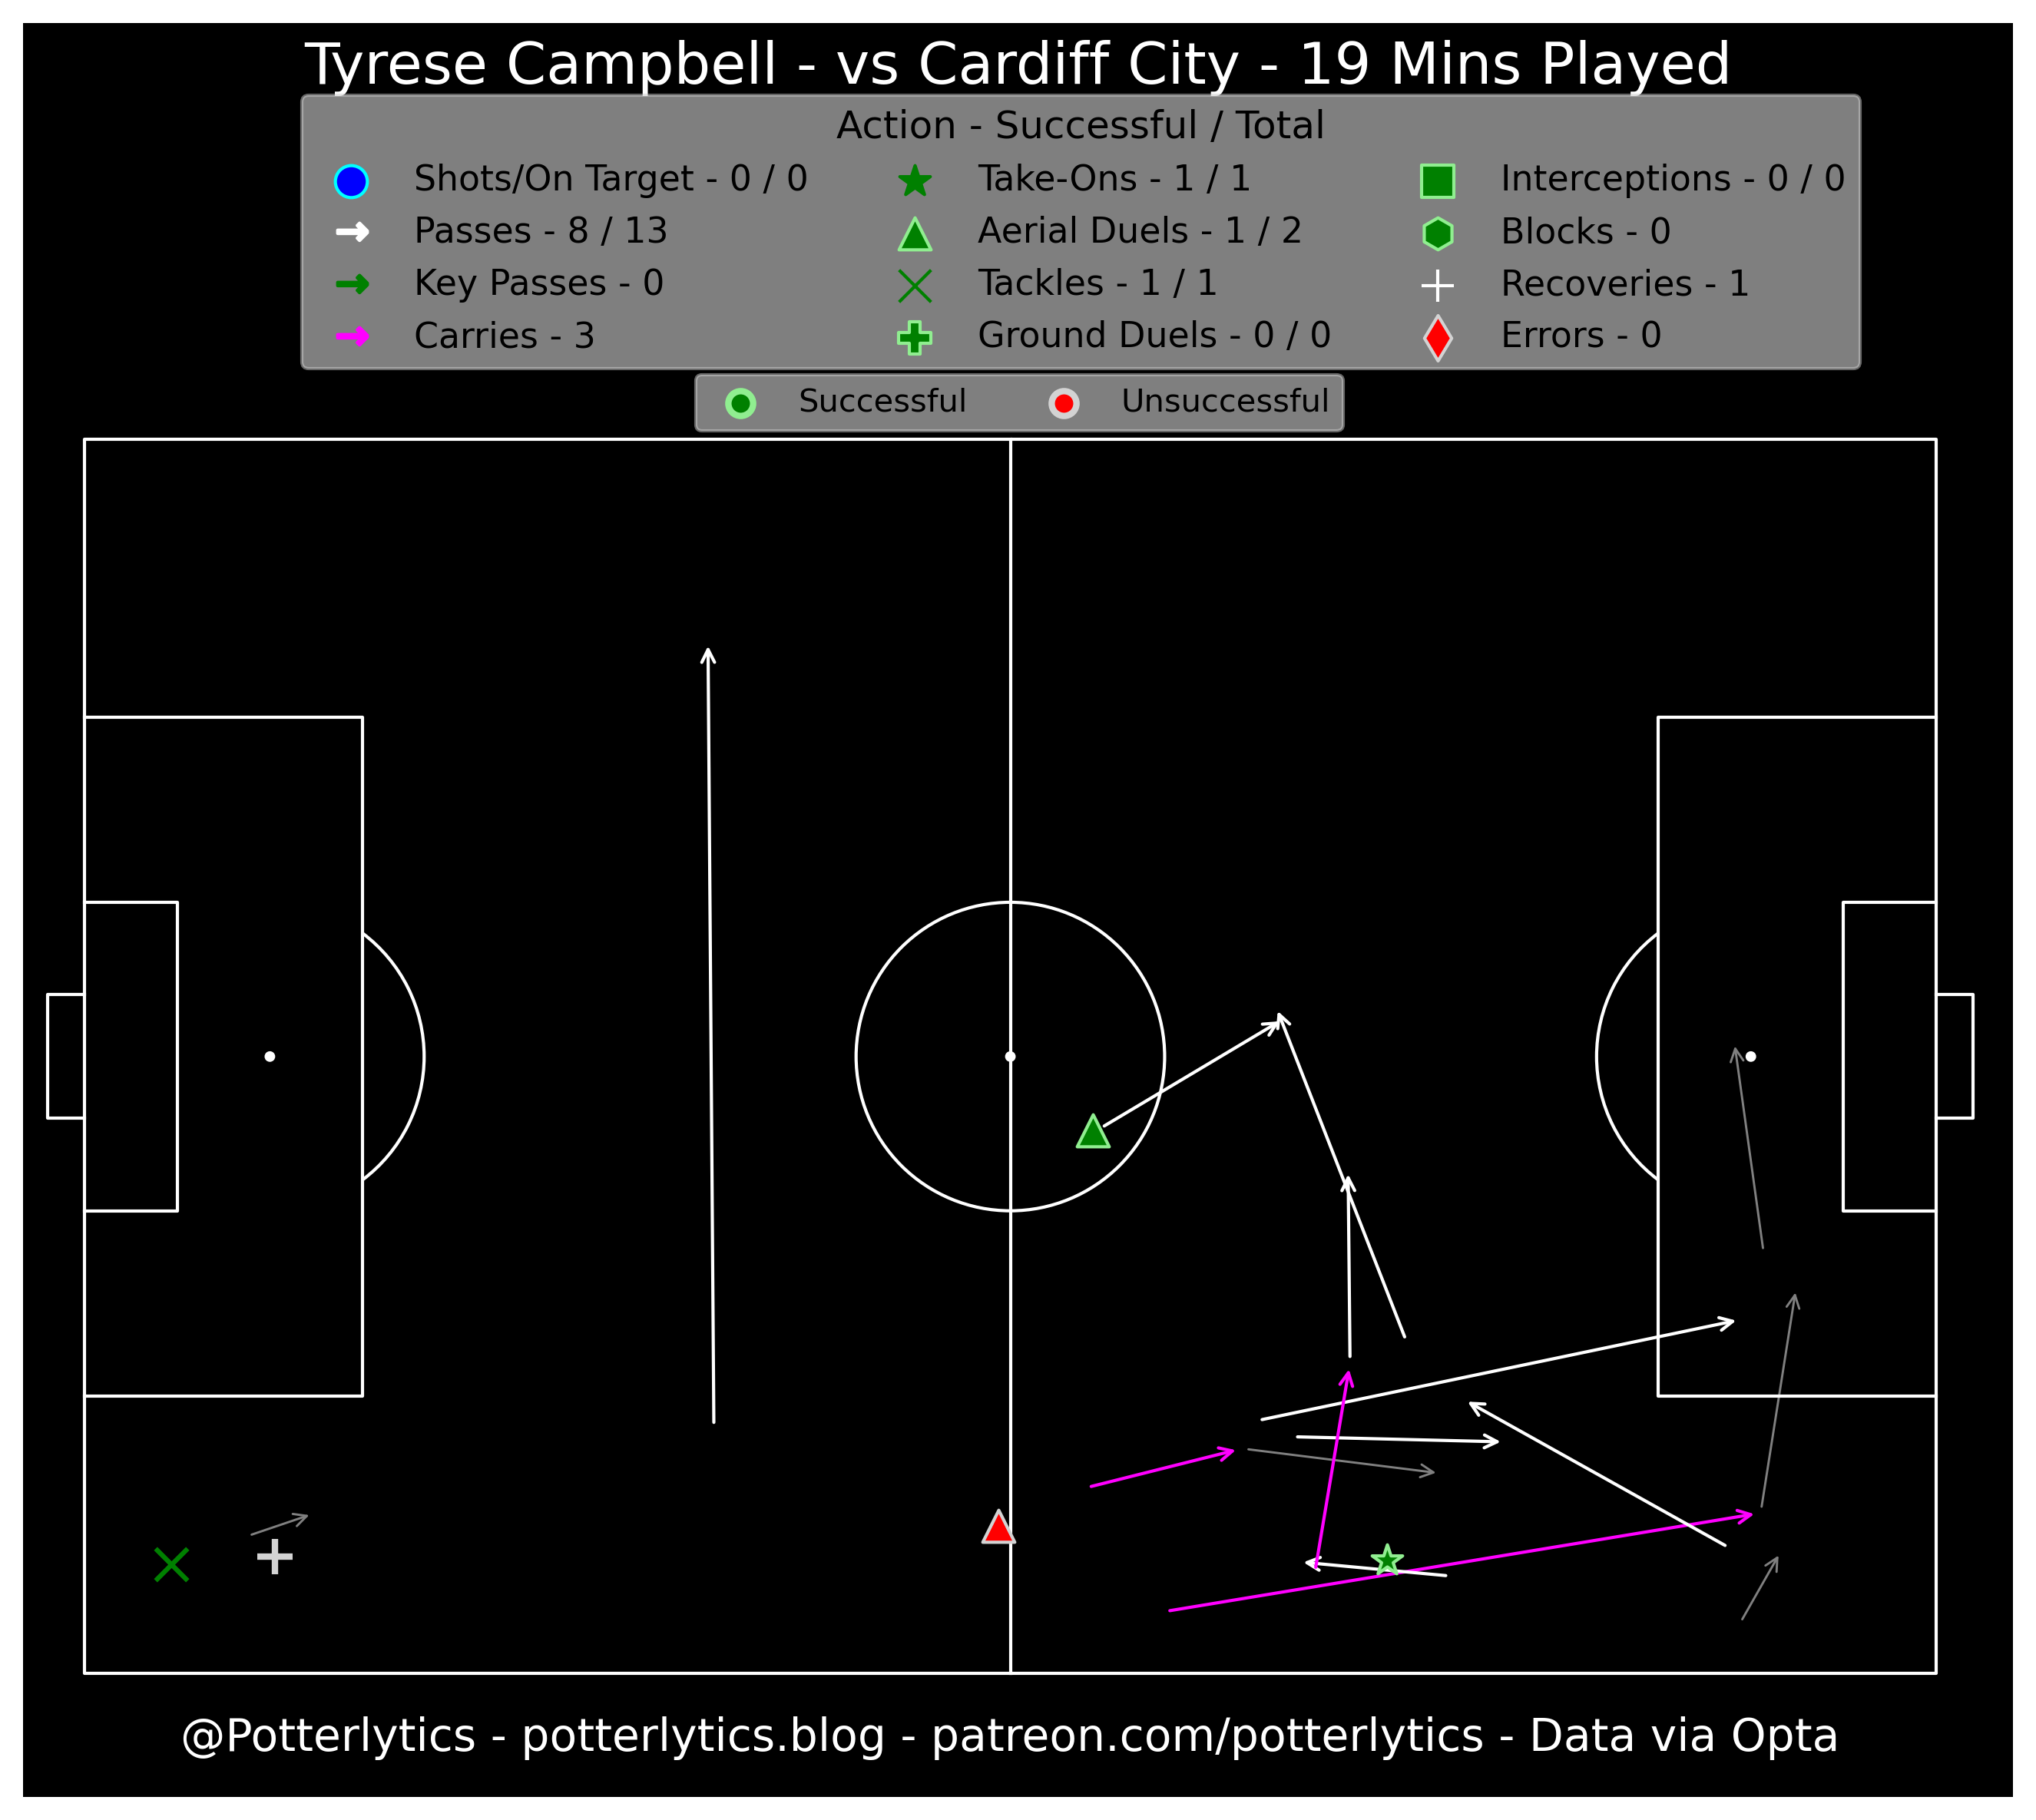 Tyrese Campbell - vs Cardiff City - 19 Mins Played
Action - Successful / Total
Shots/On Target - 0 / 0
Passes - 8 / 13
Key Passes - 0
Carries - 3
Take-Ons - 1 / 1
Aerial Duels - 1 / 2
Tackles - 1 / 1
Ground Duels - 0 / 0
Interceptions - 0 / 0
Blocks - 0
Recoveries - 1
Errors - 0
Successful
Unsuccessful
@Potterlytics - potterlytics.blog - patreon.com/potterlytics - Data via Opta